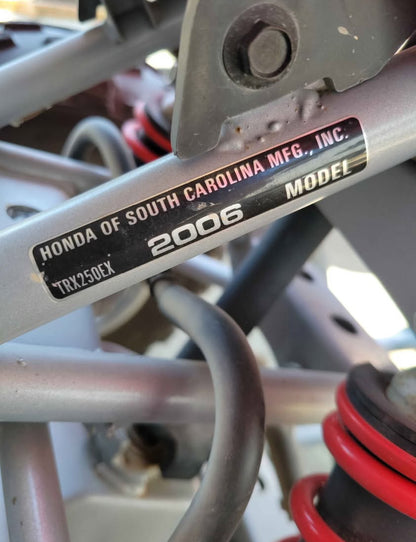 HONDA OF SOUTH CAROLINA MFG., INC.
TRX250EX 2006 MODEL